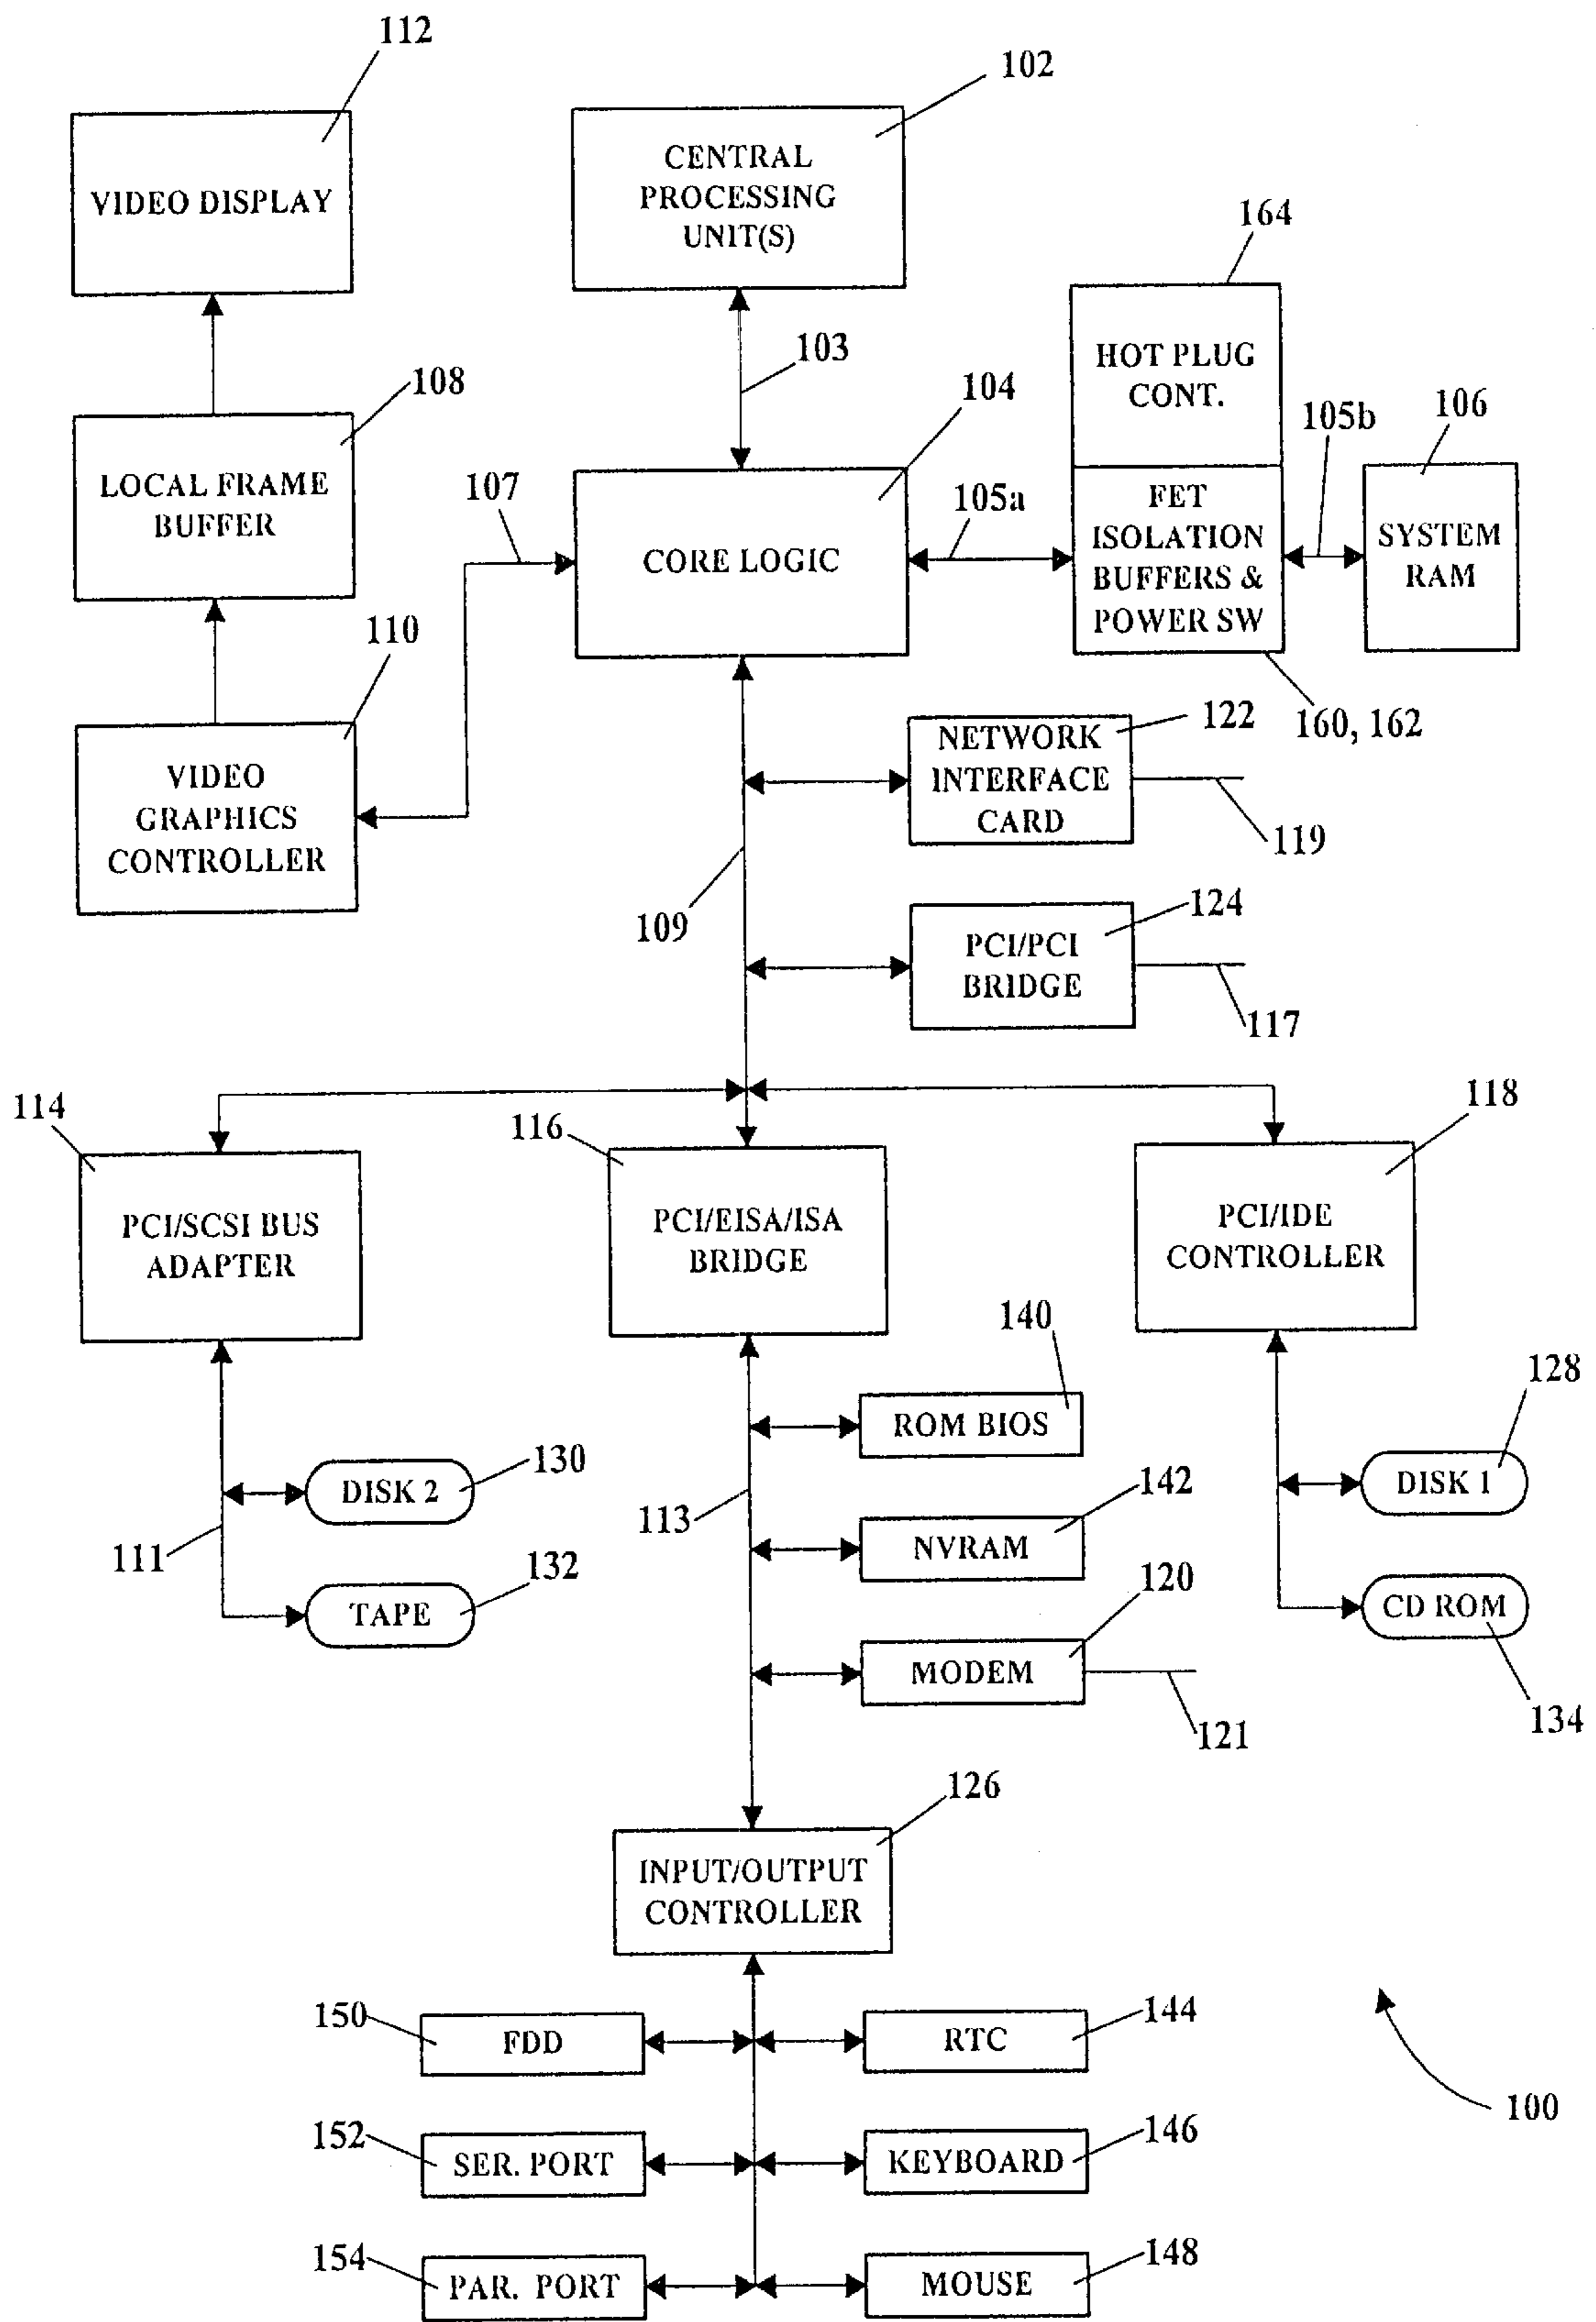 112
102
VIDEO DISPLAY
CENTRAL
PROCESSING
UNIT(S)
164
103
HOT PLUG
CONT.
108
104
105b
106
LOCAL FRAME
BUFFER
107
CORE LOGIC
105a
FET
ISOLATION
BUFFERS &
POWER SW
SYSTEM
RAM
110
160, 162
VIDEO
GRAPHICS
CONTROLLER
122
NETWORK
INTERFACE
CARD
119
109
124
PCI/PCI
BRIDGE
117
114
116
118
PCI/SCSI BUS
ADAPTER
PCI/EISA/ISA
BRIDGE
PCI/IDE
CONTROLLER
140
ROM BIOS
128
DISK 1
130
DISK 2
111
113
142
NVRAM
132
TAPE
120
MODEM
121
CD ROM
134
126
INPUT/OUTPUT
CONTROLLER
150
FDD
RTC
144
152
SER. PORT
KEYBOARD
146
154
PAR. PORT
MOUSE
148
100